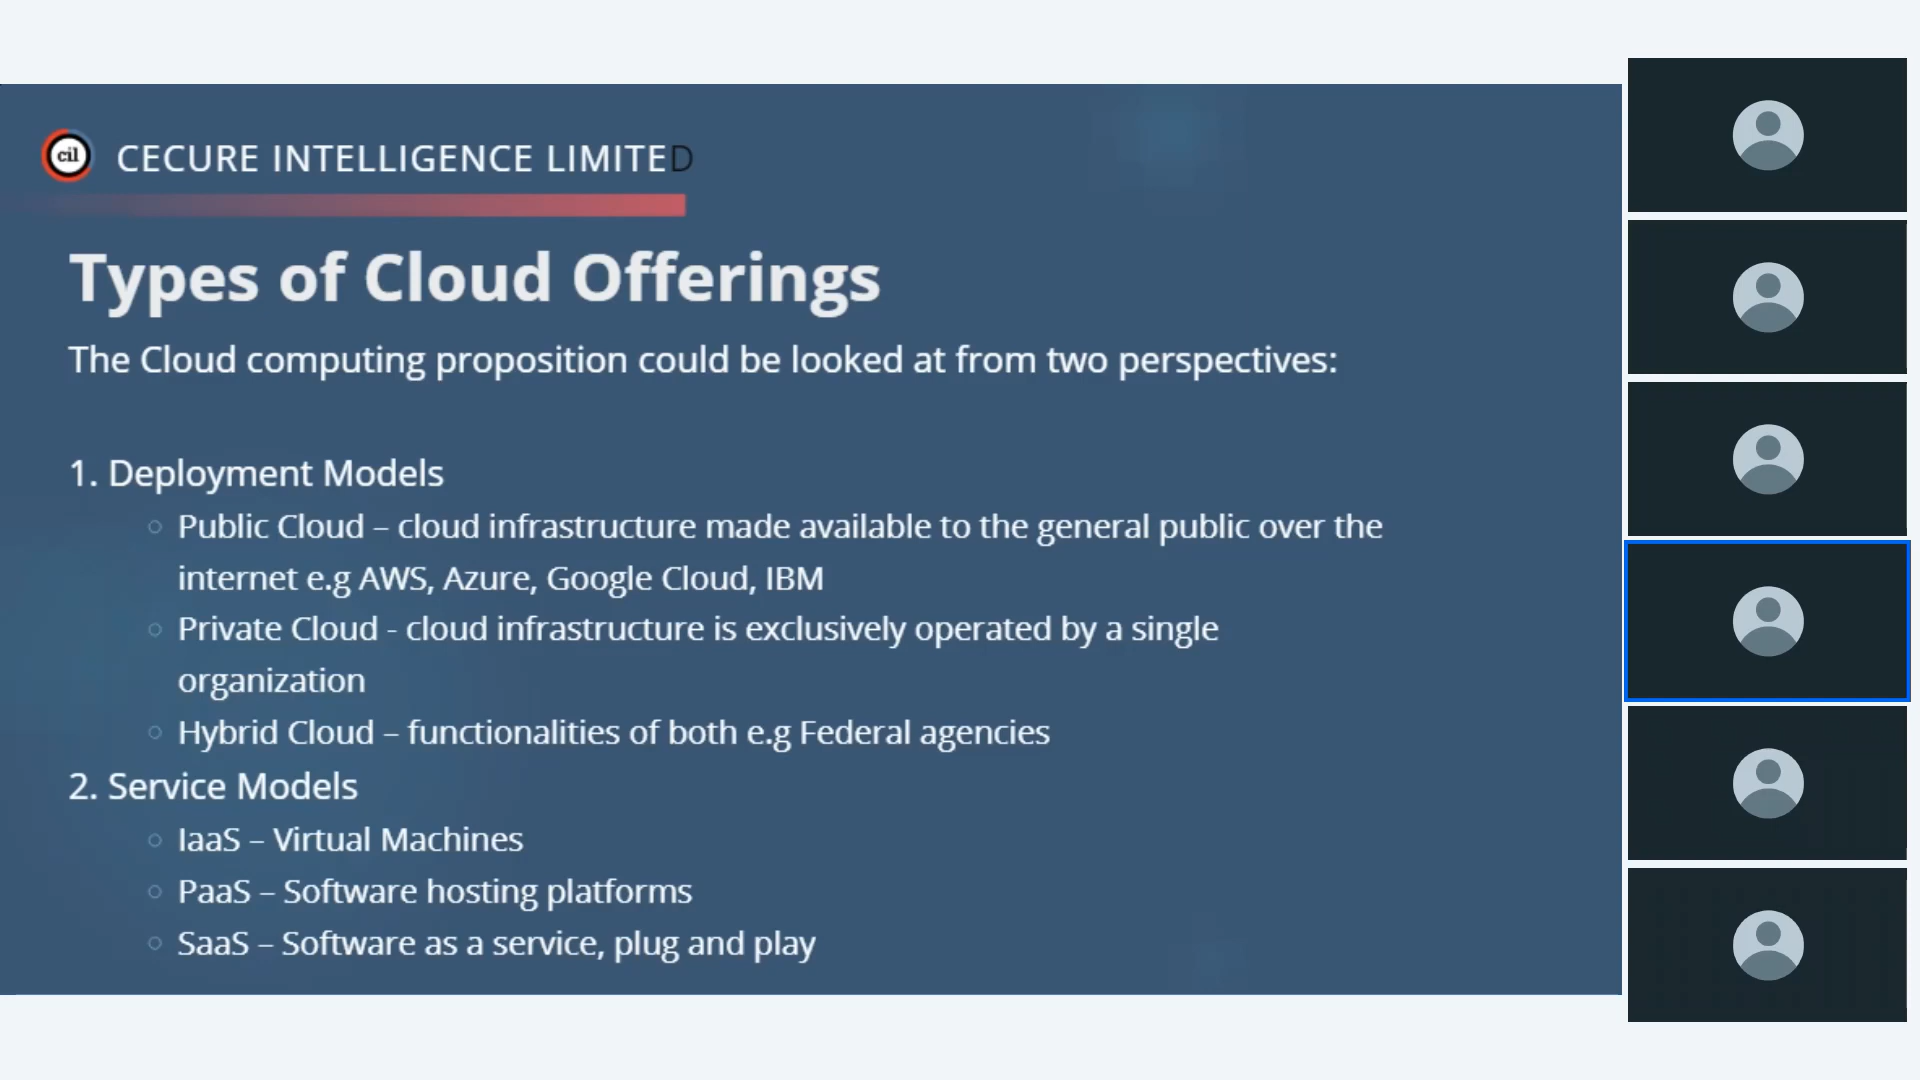 cil
CECURE INTELLIGENCE LIMITED
Types of Cloud Offerings
The Cloud computing proposition could be looked at from two perspectives:
1. Deployment Models
○ Public Cloud – cloud infrastructure made available to the general public over the
internet e.g AWS, Azure, Google Cloud, IBM
○ Private Cloud - cloud infrastructure is exclusively operated by a single
organization
○ Hybrid Cloud – functionalities of both e.g Federal agencies
2. Service Models
○ IaaS – Virtual Machines
○ PaaS – Software hosting platforms
○ SaaS – Software as a service, plug and play